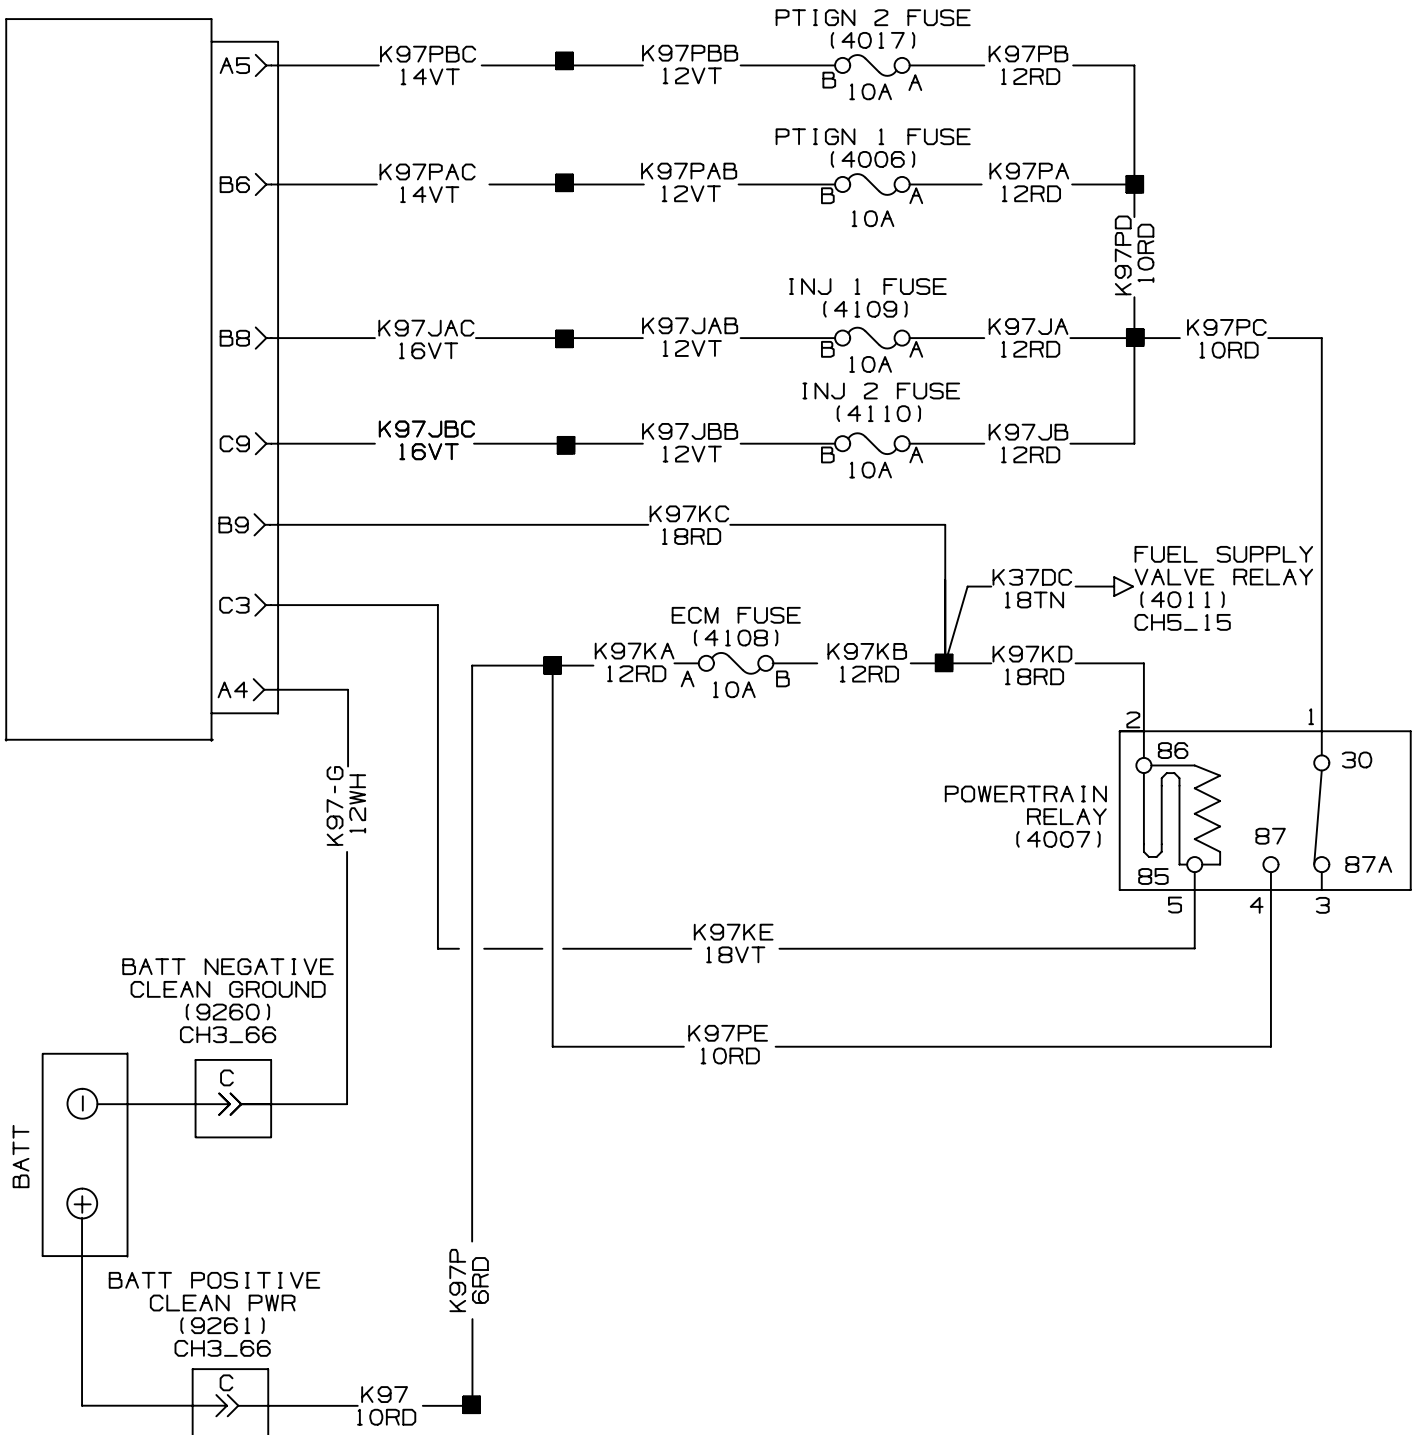 PTIGN 2 FUSE
(4017)
A5
K97PBC
14VT
K97PBB
12VT
B
10A
A
K97PB
12RD
PTIGN 1 FUSE
(4006)
B6
K97PAC
14VT
K97PAB
12VT
B
10A
A
K97PA
12RD
K97PD
10RD
INJ 1 FUSE
(4109)
B8
K97JAC
16VT
K97JAB
12VT
B
10A
A
K97JA
12RD
K97PC
10RD
INJ 2 FUSE
(4110)
C9
K97JBC
16VT
K97JBB
12VT
B
10A
A
K97JB
12RD
B9
K97KC
18RD
K37DC
18TN
FUEL SUPPLY
VALVE RELAY
(4011)
CH5_15
C3
ECM FUSE
(4108)
K97KA
12RD
A
10A
B
K97KB
12RD
K97KD
18RD
A4
K97-G
12WH
2
1
86
30
POWERTRAIN
RELAY
(4007)
87
85
87A
5
4
3
K97KE
18VT
BATT NEGATIVE
CLEAN GROUND
(9260)
CH3_66
K97PE
10RD
C
BATT
K97P
6RD
BATT POSITIVE
CLEAN PWR
(9261)
CH3_66
C
K97
10RD